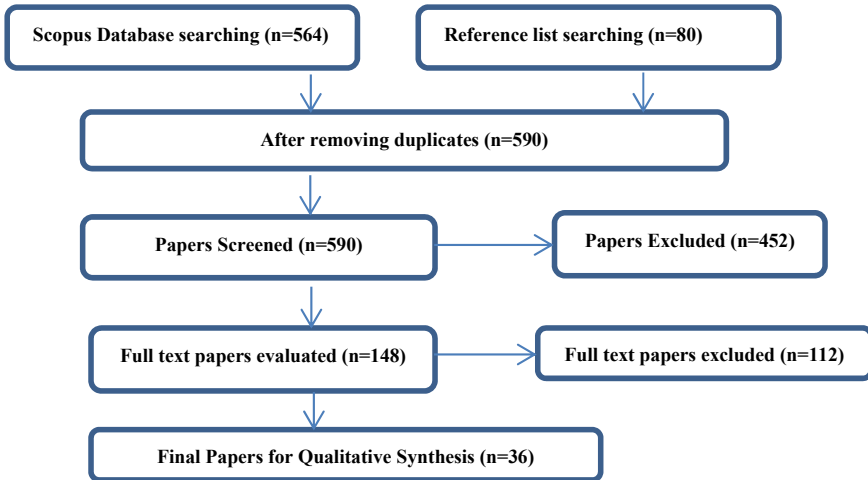 Scopus Database searching (n=564)
Reference list searching (n=80)
After removing duplicates (n=590)
Papers Screened (n=590)
Papers Excluded (n=452)
Full text papers evaluated (n=148)
Full text papers excluded (n=112)
Final Papers for Qualitative Synthesis (n=36)